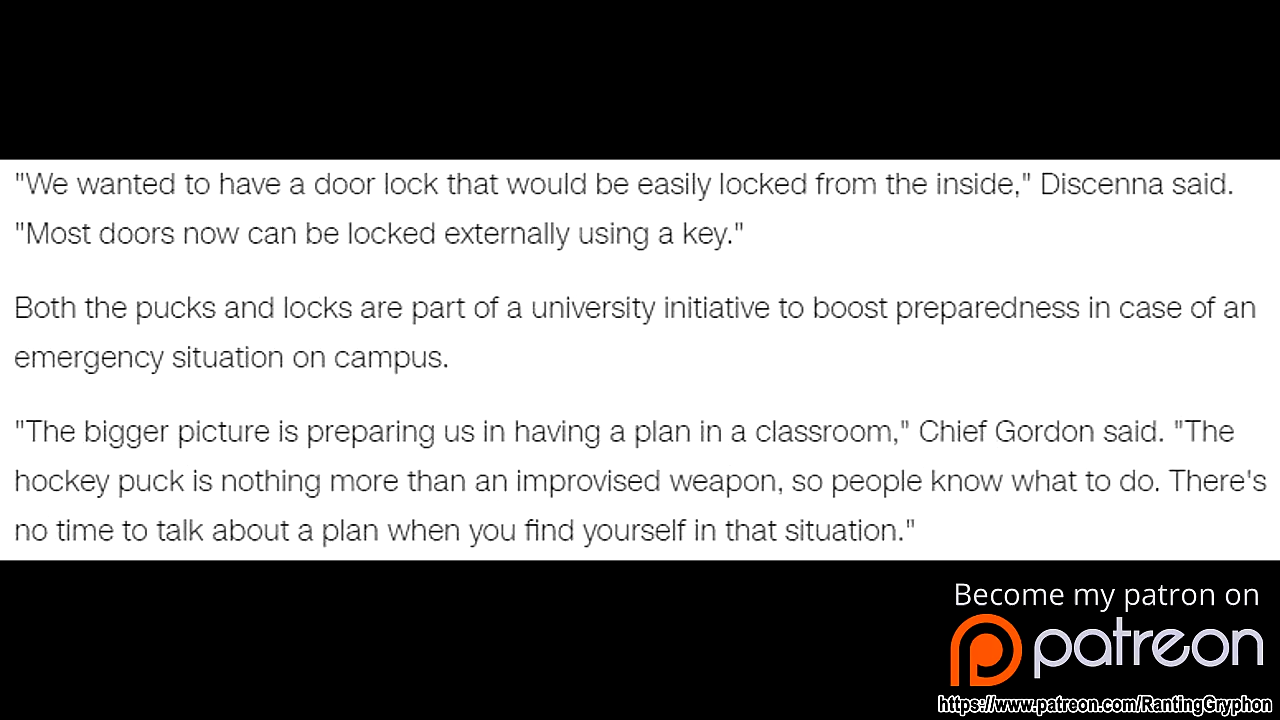 "We wanted to have a door lock that would be easily locked from the inside," Discenna said.
"Most doors now can be locked externally using a key."
Both the pucks and locks are part of a university initiative to boost preparedness in case of an
emergency situation on campus.
"The bigger picture is preparing us in having a plan in a classroom," Chief Gordon said. "The
hockey puck is nothing more than an improvised weapon, so people know what to do. There's
no time to talk about a plan when you find yourself in that situation."
Become my patron on
patreon
https://www.patreon.com/RantingGryphon